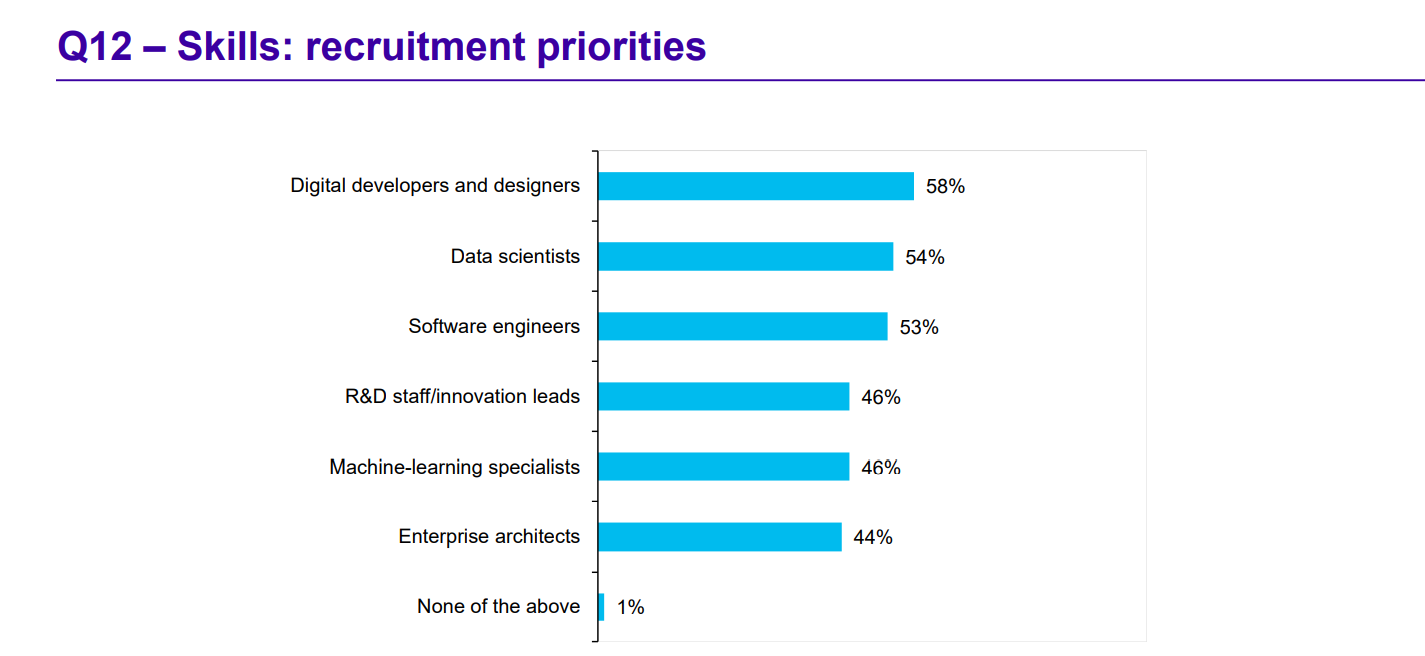 Q12 – Skills: recruitment priorities
Digital developers and designers 58%
Data scientists 54%
Software engineers 53%
R&D staff/innovation leads 46%
Machine-learning specialists 46%
Enterprise architects 44%
None of the above 1%